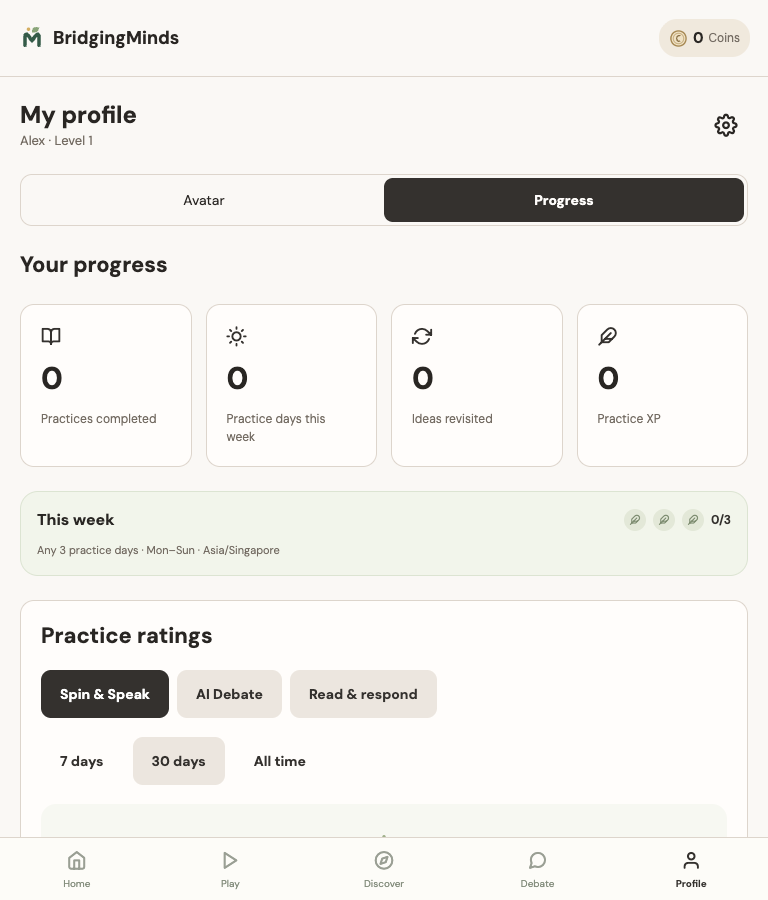 BridgingMinds
0 Coins
My profile
Alex · Level 1
Avatar
Progress
Your progress
0
Practices completed
0
Practice days this
week
0
Ideas revisited
0
Practice XP
This week
0/3
Any 3 practice days · Mon–Sun · Asia/Singapore
Practice ratings
Spin & Speak
AI Debate
Read & respond
7 days
30 days
All time
Home
Play
Discover
Debate
Profile